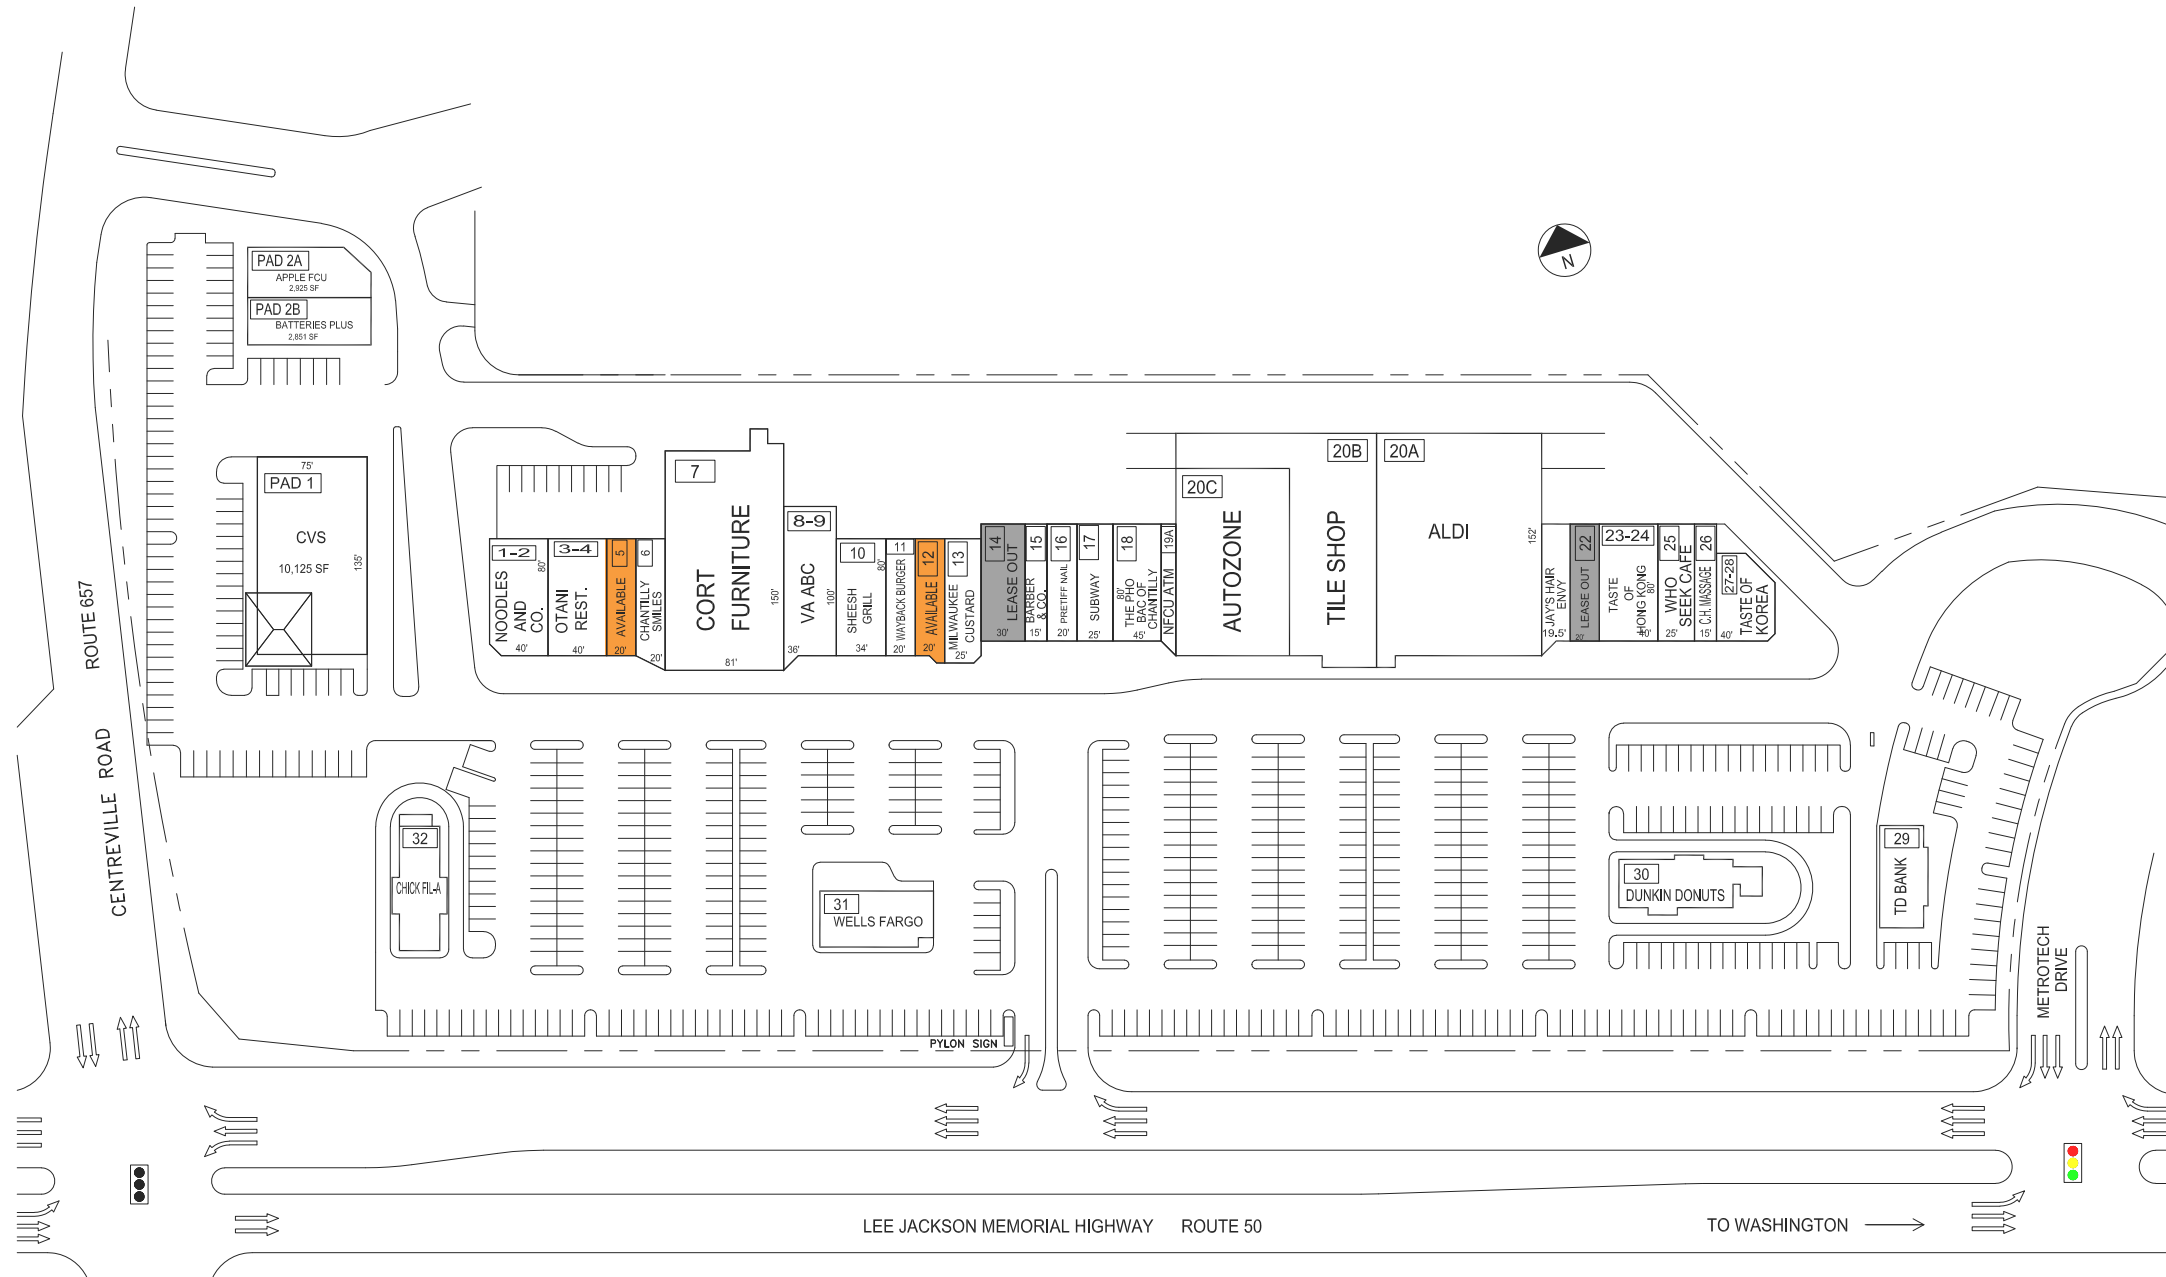 PAD 2A
APPLE FCU
2,925 SF
PAD 2B
BATTERIES PLUS
2,851 SF
N
75'
PAD 1
CVS
10,125 SF
135'
ROUTE 657
CENTREVILLE ROAD
1-2
80'
NOODLES
AND
CO.
40'
3-4
OTANI
REST.
40'
5
AVAILABLE
20'
6
CHANTILLY
SMILES
20'
7
CORT
FURNITURE
150'
81'
8-9
VA ABC
100'
36'
10
80'
SHEESH
GRILL
34'
11
WAYBACK BURGER
20'
12
AVAILABLE
20'
13
MILWAUKEE
CUSTARD
25'
14
LEASE OUT
30'
15
BARBER
& CO.
15'
16
PRETIFF NAIL
20'
17
SUBWAY
25'
18
80'
THE PHO
BAC OF
CHANTILLY
45'
19A
NFCU ATM
20C
AUTOZONE
20B
TILE SHOP
20A
ALDI
152'
JAY'S HAIR
ENVY
19.5'
22
LEASE OUT
20'
23-24
TASTE
OF
HONG KONG
80'
40'
25
WHO
SEEK CAFE
25'
26
C.H. MASSAGE
15'
27-28
TASTE OF
KOREA
40'
32
CHICK FIL-A
31
WELLS FARGO
30
DUNKIN DONUTS
29
TD BANK
METROTECH
DRIVE
PYLON SIGN
LEE JACKSON MEMORIAL HIGHWAY ROUTE 50
TO WASHINGTON